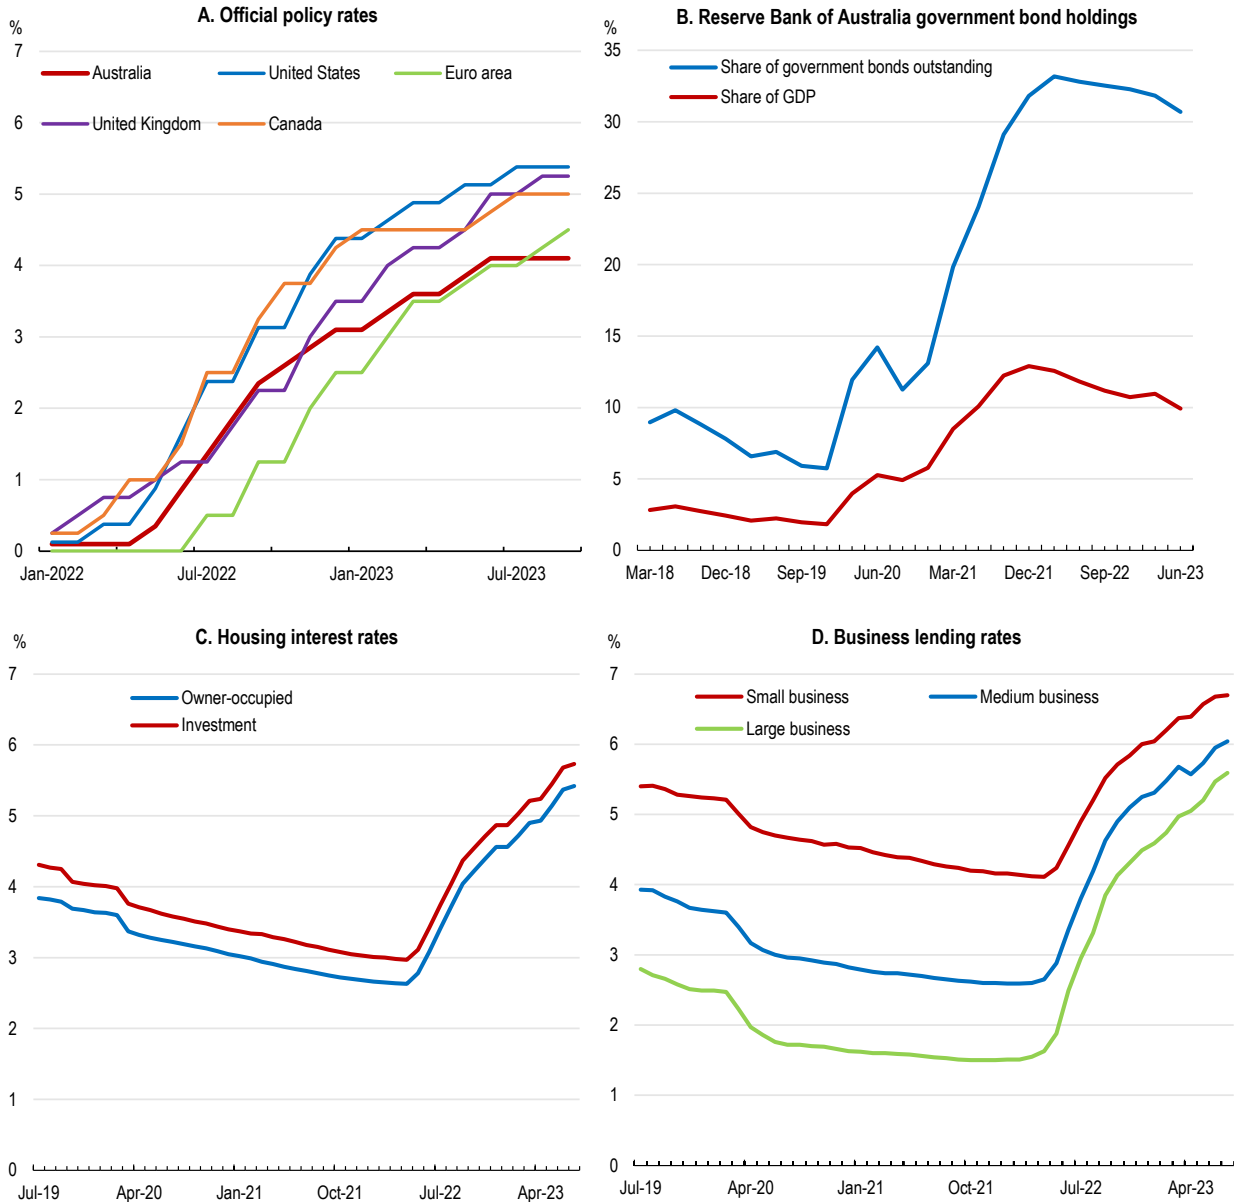 A. Official policy rates
%
7
6
5
4
3
2
1
0
Australia United States Euro area
United Kingdom Canada
Jan-2022 Jul-2022 Jan-2023 Jul-2023
B. Reserve Bank of Australia government bond holdings
%
35
30
25
20
15
10
5
0
Share of government bonds outstanding
Share of GDP
Mar-18 Dec-18 Sep-19 Jun-20 Mar-21 Dec-21 Sep-22 Jun-23
C. Housing interest rates
%
7
6
5
4
3
2
1
0
Owner-occupied
Investment
Jul-19 Apr-20 Jan-21 Oct-21 Jul-22 Apr-23
D. Business lending rates
%
7
6
5
4
3
2
1
0
Small business Medium business
Large business
Jul-19 Apr-20 Jan-21 Oct-21 Jul-22 Apr-23